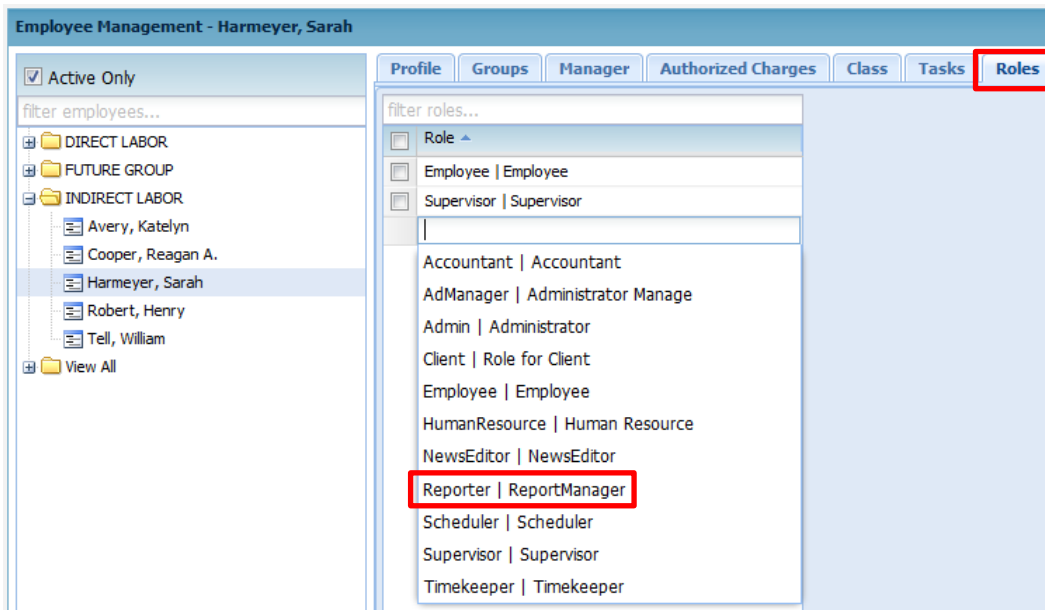 Employee Management - Harmeyer, Sarah
Active Only
filter employees...
DIRECT LABOR
FUTURE GROUP
INDIRECT LABOR
Avery, Katelyn
Cooper, Reagan A.
Harmeyer, Sarah
Robert, Henry
Tell, William
View All
Profile Groups Manager Authorized Charges Class Tasks Roles
filter roles...
Role
Employee | Employee
Supervisor | Supervisor
Accountant | Accountant
AdManager | Administrator Manage
Admin | Administrator
Client | Role for Client
Employee | Employee
HumanResource | Human Resource
NewsEditor | NewsEditor
Reporter | ReportManager
Scheduler | Scheduler
Supervisor | Supervisor
Timekeeper | Timekeeper